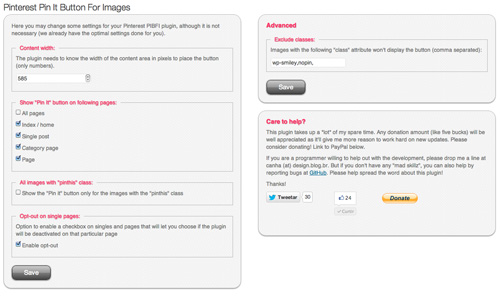 Pinterest Pin It Button For Images
Here you may change some settings for your Pinterest PIBFI plugin, although it is not
necessary (we already have the optimal settings done for you).
Content width:
The plugin needs to know the width of the content area in pixels to place the button
(only numbers).
585
Show "Pin It" button on following pages:
All pages
Index / home
Single post
Category page
Page
All images with "pinthis" class:
Show the "Pin It" button only for the images with the "pinthis" class
Opt-out on single pages:
Option to enable a checkbox on singles and pages that will let you choose if the plugin
will be deactivated on that particular page
Enable opt-out
Save
Advanced
Exclude classes:
Images with the following "class" attribute won't display the button (comma separated):
wp-smiley,nopin,
Save
Care to help?
This plugin takes up a *lot* of my spare time. Any donation amount (like five bucks) will be
well appreciated as it'll give me more reason to work hard on new updates. Please
consider donating! Link to PayPal below.
If you are a programmer willing to help out with the development, please drop me a line at
canha (at) design.blog.br. But if you don't have any "mad skillz", you can also help by
reporting bugs at GitHub. Please help spread the word about this plugin!
Thanks!
Tweetar 30
24
Curtir
Donate